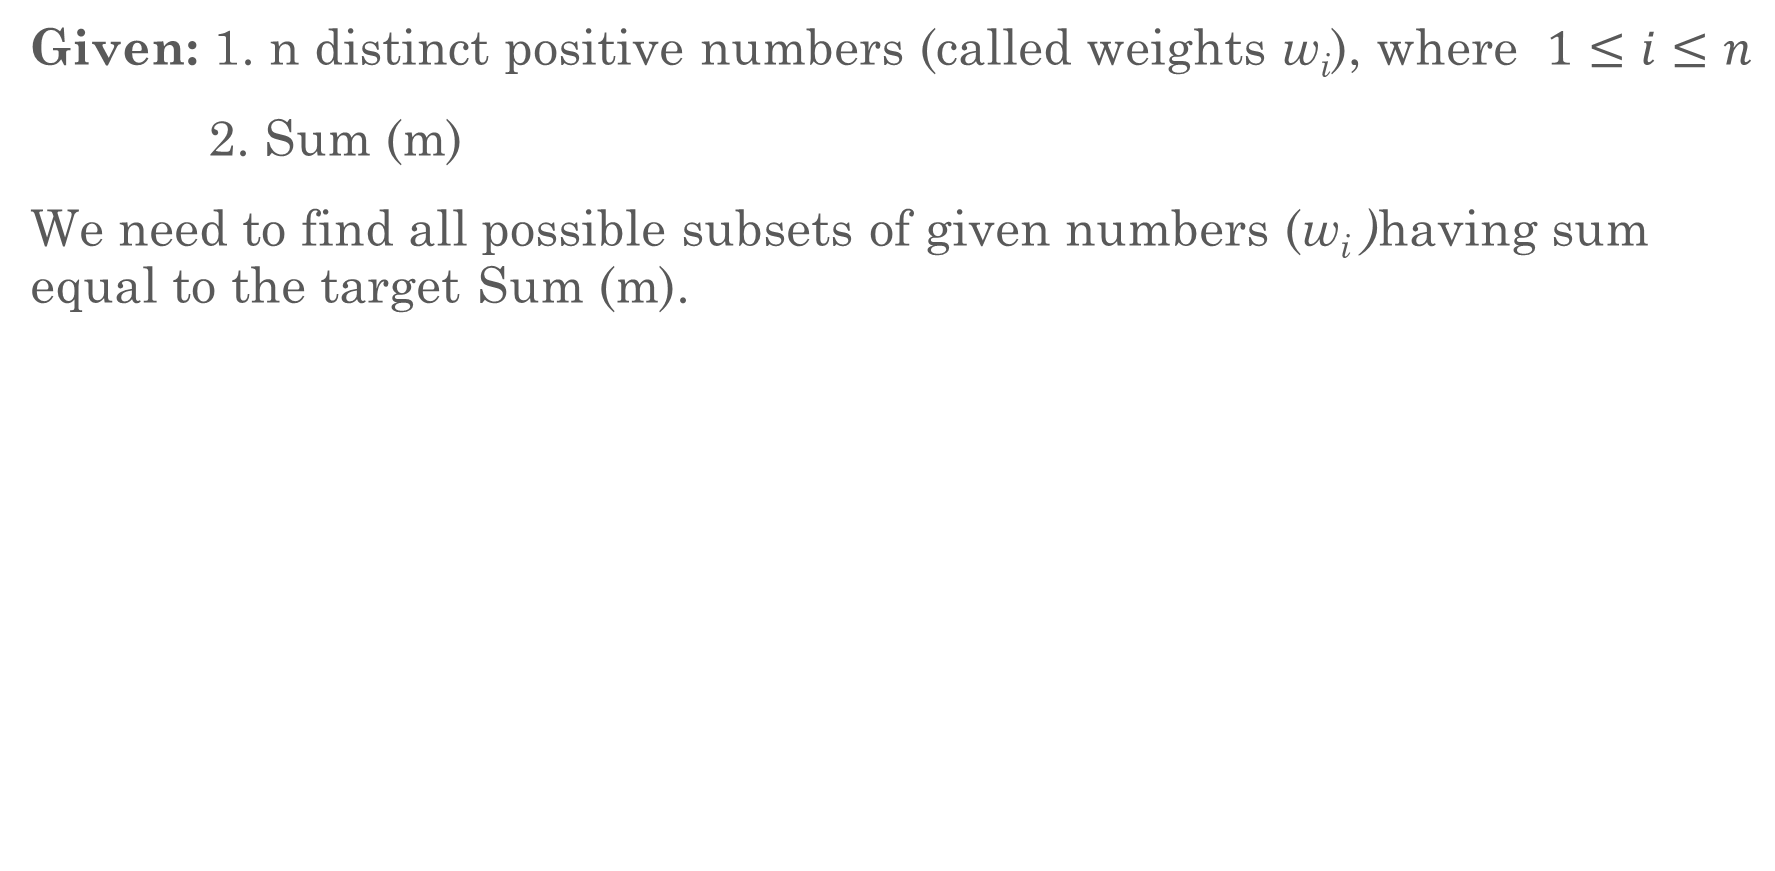 Given: 1. n distinct positive numbers (called weights wᵢ), where 1 ≤ i ≤ n
2. Sum (m)
We need to find all possible subsets of given numbers (wᵢ )having sum
equal to the target Sum (m).